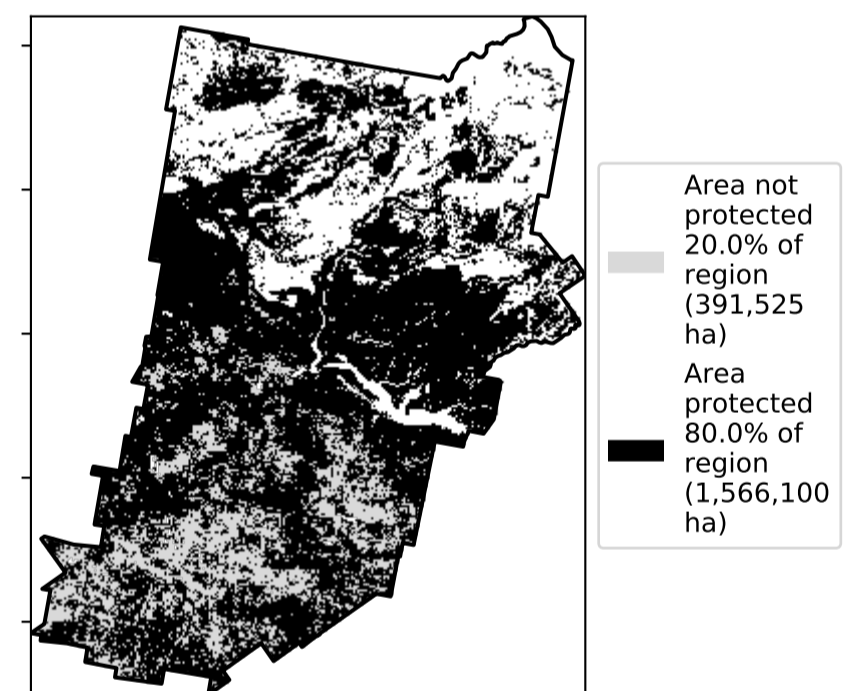 Area not
protected
20.0% of
region
(391,525
ha)
Area
protected
80.0% of
region
(1,566,100
ha)